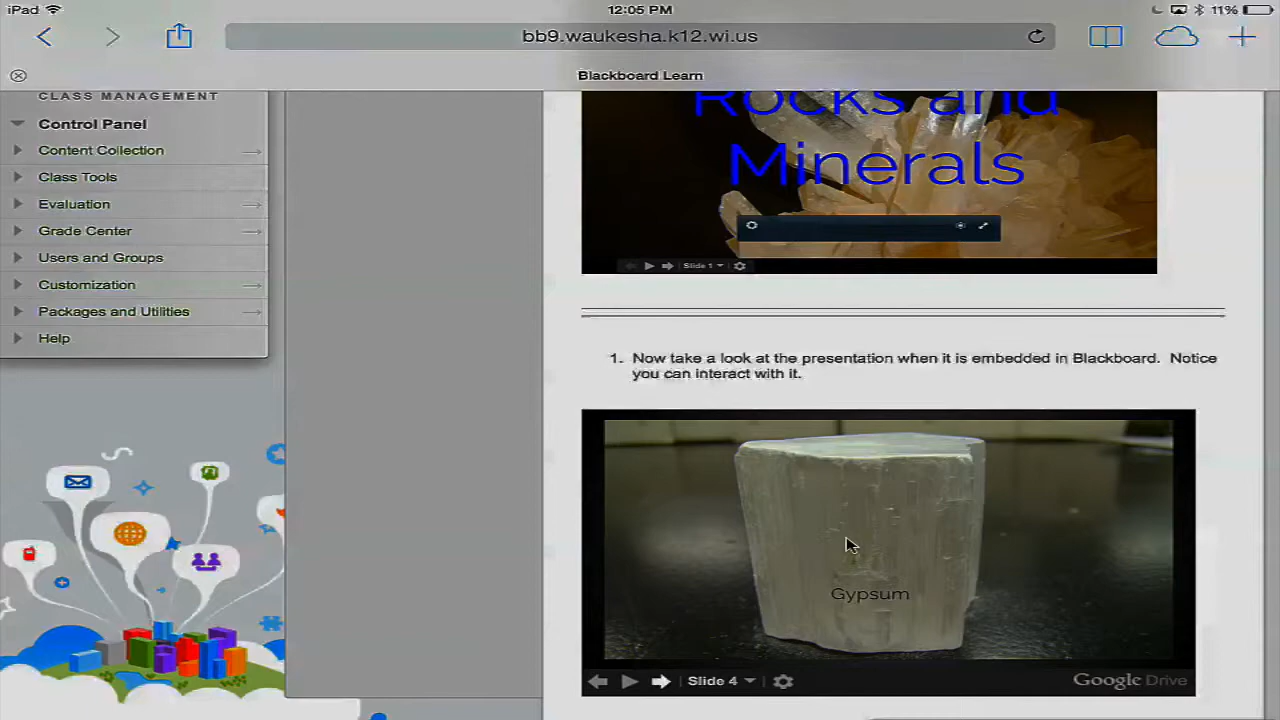 iPad
12:05 PM
11%
bb9.waukesha.k12.wi.us
Blackboard Learn
CLASS MANAGEMENT
Control Panel
Content Collection
Class Tools
Evaluation
Grade Center
Users and Groups
Customization
Packages and Utilities
Help
Rocks and
Minerals
Slide 1
1. Now take a look at the presentation when it is embedded in Blackboard. Notice
you can interact with it.
Gypsum
Slide 4
Google Drive